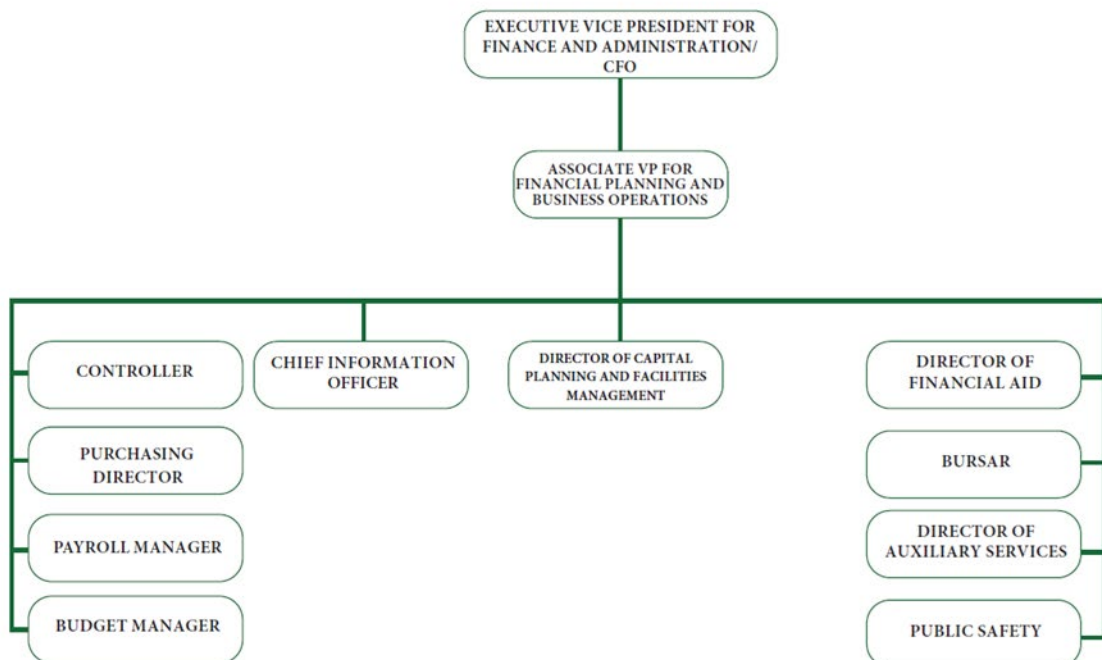 EXECUTIVE VICE PRESIDENT FOR
FINANCE AND ADMINISTRATION/
CFO
ASSOCIATE VP FOR
FINANCIAL PLANNING AND
BUSINESS OPERATIONS
CONTROLLER
PURCHASING
DIRECTOR
PAYROLL MANAGER
BUDGET MANAGER
CHIEF INFORMATION
OFFICER
DIRECTOR OF CAPITAL
PLANNING AND FACILITIES
MANAGEMENT
DIRECTOR OF
FINANCIAL AID
BURSAR
DIRECTOR OF
AUXILIARY SERVICES
PUBLIC SAFETY